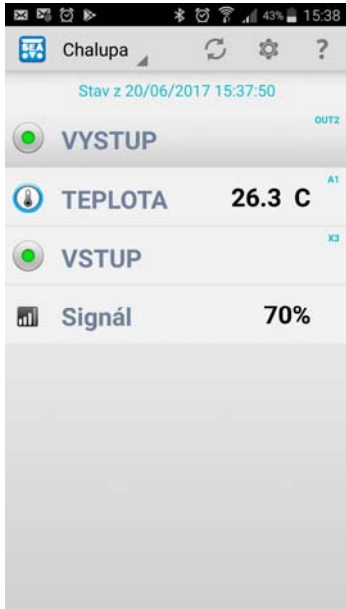 43% 15:38
SEA
Chalupa ?
Stav z 20/06/2017 15:37:50
VYSTUP OUT2
TEPLOTA 26.3 C A1
VSTUP X3
Signál 70%